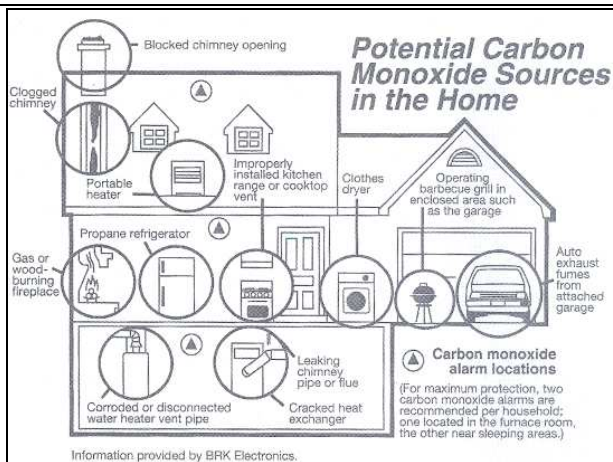 Blocked chimney opening
Potential Carbon
Monoxide Sources
in the Home
Clogged
chimney
Portable
heater
Improperly
installed kitchen
range or cooktop
vent
Clothes
dryer
Operating
barbecue grill in
enclosed area such
as the garage
Propane refrigerator
Gas or
wood-
burning
fireplace
Auto
exhaust
fumes
from
attached
garage
Leaking
chimney
pipe or flue
Corroded or disconnected
water heater vent pipe
Cracked heat
exchanger
Carbon monoxide
alarm locations
(For maximum protection, two
carbon monoxide alarms are
recommended per household;
one located in the furnace room,
the other near sleeping areas.)
Information provided by BRK Electronics.